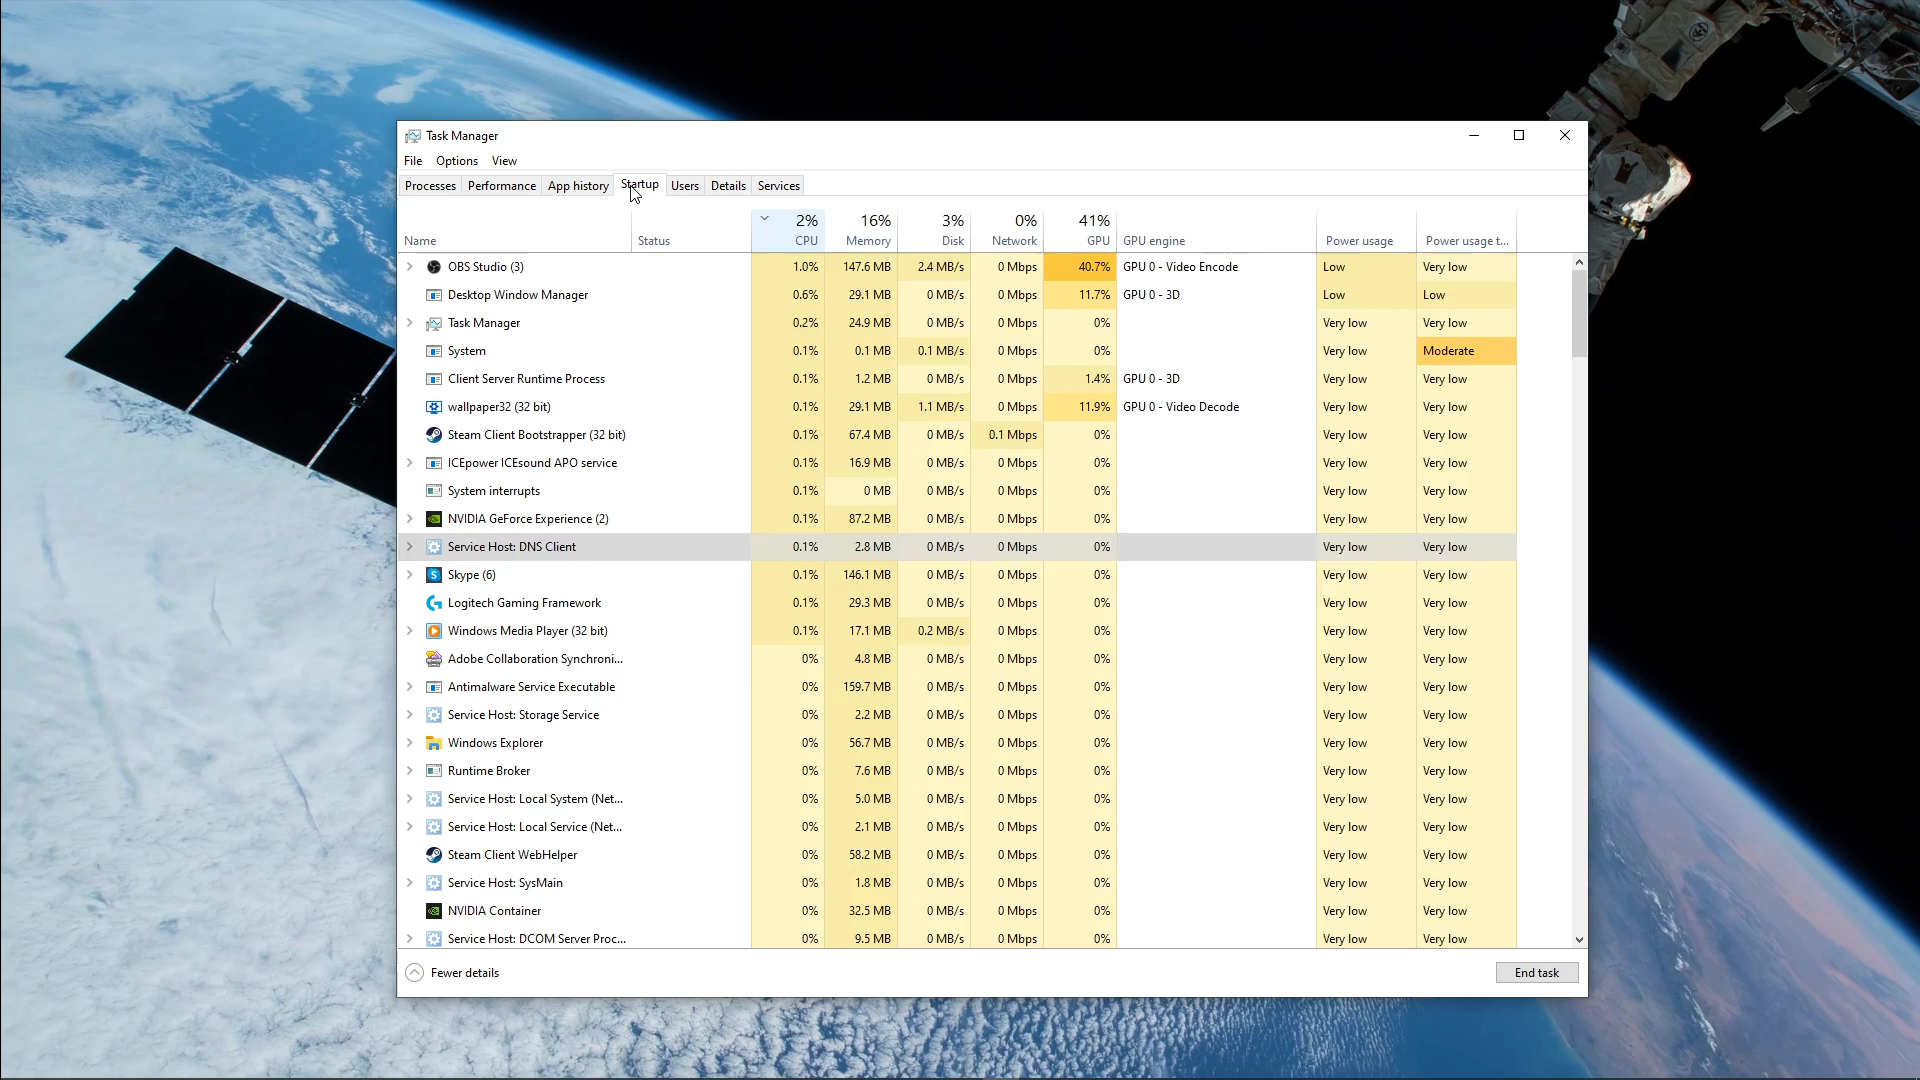 Task Manager
File Options View
Processes Performance App history Startup Users Details Services
2% 16% 3% 0% 41%
Name Status CPU Memory Disk Network GPU GPU engine Power usage Power usage t...
OBS Studio (3) 1.0% 147.6 MB 2.4 MB/s 0 Mbps 40.7% GPU 0 - Video Encode Low Very low
Desktop Window Manager 0.6% 29.1 MB 0 MB/s 0 Mbps 11.7% GPU 0 - 3D Low Low
Task Manager 0.2% 24.9 MB 0 MB/s 0 Mbps 0% Very low Very low
System 0.1% 0.1 MB 0.1 MB/s 0 Mbps 0% Very low Moderate
Client Server Runtime Process 0.1% 1.2 MB 0 MB/s 0 Mbps 1.4% GPU 0 - 3D Very low Very low
wallpaper32 (32 bit) 0.1% 29.1 MB 1.1 MB/s 0 Mbps 11.9% GPU 0 - Video Decode Very low Very low
Steam Client Bootstrapper (32 bit) 0.1% 67.4 MB 0 MB/s 0.1 Mbps 0% Very low Very low
ICEpower ICEsound APO service 0.1% 16.9 MB 0 MB/s 0 Mbps 0% Very low Very low
System interrupts 0.1% 0 MB 0 MB/s 0 Mbps 0% Very low Very low
NVIDIA GeForce Experience (2) 0.1% 87.2 MB 0 MB/s 0 Mbps 0% Very low Very low
Service Host: DNS Client 0.1% 2.8 MB 0 MB/s 0 Mbps 0% Very low Very low
Skype (6) 0.1% 146.1 MB 0 MB/s 0 Mbps 0% Very low Very low
Logitech Gaming Framework 0.1% 29.3 MB 0 MB/s 0 Mbps 0% Very low Very low
Windows Media Player (32 bit) 0.1% 17.1 MB 0.2 MB/s 0 Mbps 0% Very low Very low
Adobe Collaboration Synchroni... 0% 4.8 MB 0 MB/s 0 Mbps 0% Very low Very low
Antimalware Service Executable 0% 159.7 MB 0 MB/s 0 Mbps 0% Very low Very low
Service Host: Storage Service 0% 2.2 MB 0 MB/s 0 Mbps 0% Very low Very low
Windows Explorer 0% 56.7 MB 0 MB/s 0 Mbps 0% Very low Very low
Runtime Broker 0% 7.6 MB 0 MB/s 0 Mbps 0% Very low Very low
Service Host: Local System (Net... 0% 5.0 MB 0 MB/s 0 Mbps 0% Very low Very low
Service Host: Local Service (Net... 0% 2.1 MB 0 MB/s 0 Mbps 0% Very low Very low
Steam Client WebHelper 0% 58.2 MB 0 MB/s 0 Mbps 0% Very low Very low
Service Host: SysMain 0% 1.8 MB 0 MB/s 0 Mbps 0% Very low Very low
NVIDIA Container 0% 32.5 MB 0 MB/s 0 Mbps 0% Very low Very low
Service Host: DCOM Server Proc... 0% 9.5 MB 0 MB/s 0 Mbps 0% Very low Very low
Fewer details End task